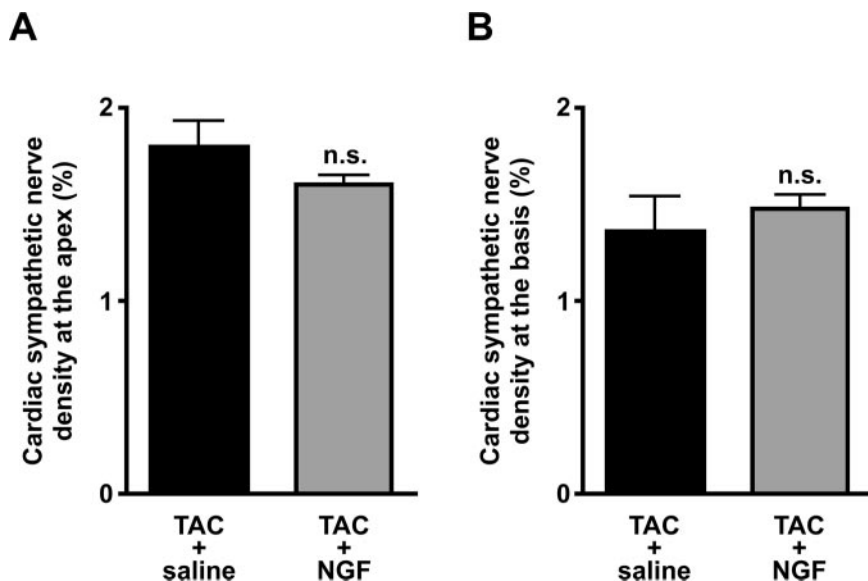 A
Cardiac sympathetic nerve
density at the apex (%)
2
1
0
n.s.
TAC
+
saline
TAC
+
NGF
B
Cardiac sympathetic nerve
density at the basis (%)
2
1
0
n.s.
TAC
+
saline
TAC
+
NGF